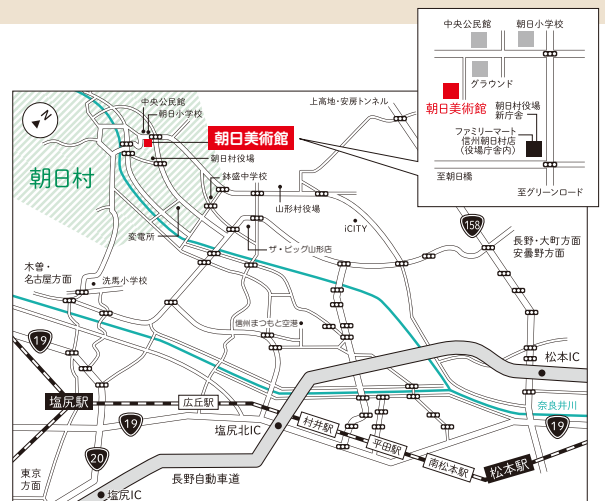 中央公民館
朝日小学校
グラウンド
朝日美術館
朝日村役場
新庁舎
ファミリーマート
信州朝日村店
（役場庁舎内）
至朝日橋
至グリーンロード
中央公民館
朝日小学校
上高地・安房トンネル
N
朝日美術館
朝日村役場
朝日村
鉢盛中学校
山形村役場
iCITY
158
変電所
ザ・ビッグ山形店
長野・大町方面
安曇野方面
木曽・
名古屋方面
洗馬小学校
信州まつもと空港
19
松本IC
塩尻駅
広丘駅
奈良井川
19
塩尻北IC
村井駅
平田駅
19
20
南松本駅
松本駅
東京
方面
長野自動車道
塩尻IC